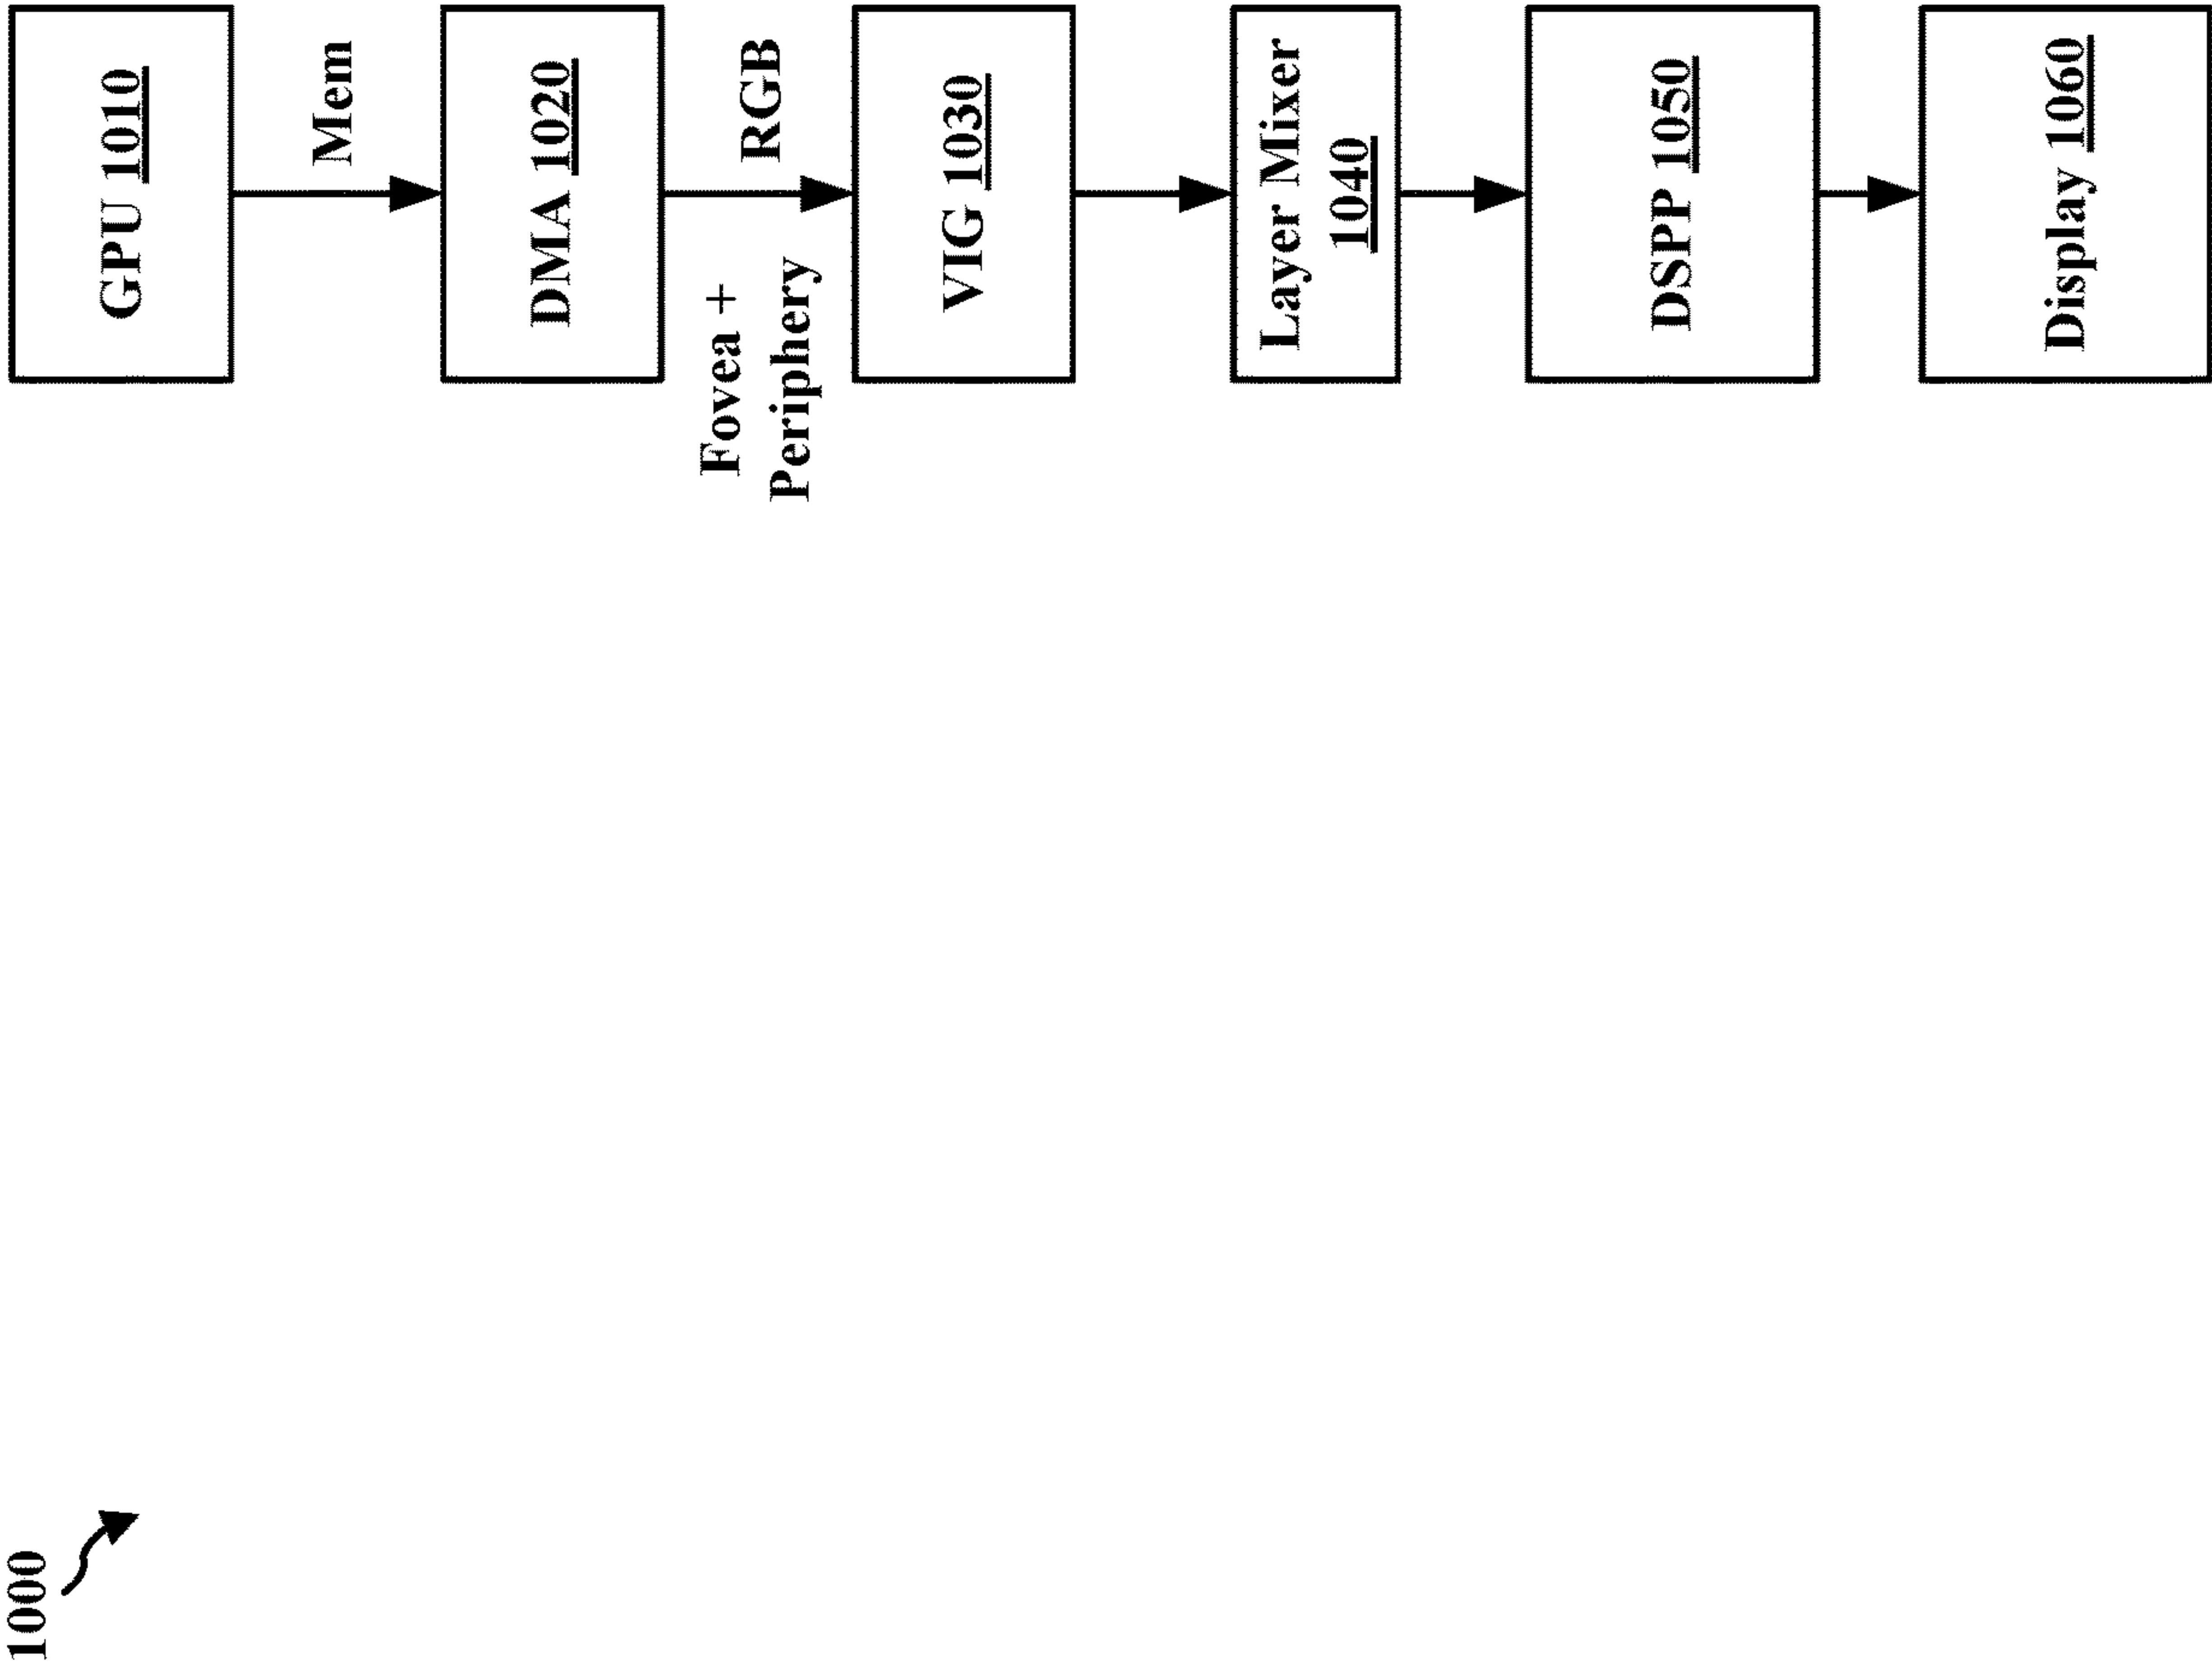 1000
GPU 1010
Mem
DMA 1020
RGB
Fovea +
Periphery
VIG 1030
Layer Mixer
1040
DSPP 1050
Display 1060